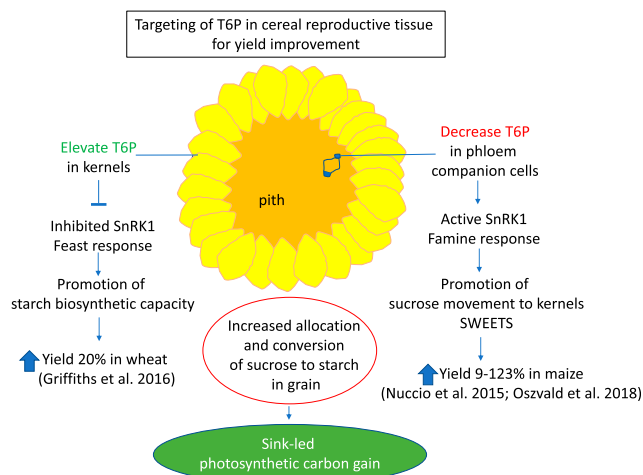 Targeting of T6P in cereal reproductive tissue
for yield improvement
Elevate T6P
in kernels
Inhibited SnRK1
Feast response
Promotion of
starch biosynthetic capacity
Yield 20% in wheat
(Griffiths et al. 2016)
pith
Decrease T6P
in phloem
companion cells
Active SnRK1
Famine response
Promotion of
sucrose movement to kernels
SWEETS
Yield 9-123% in maize
(Nuccio et al. 2015; Oszvald et al. 2018)
Increased allocation
and conversion
of sucrose to starch
in grain
Sink-led
photosynthetic carbon gain